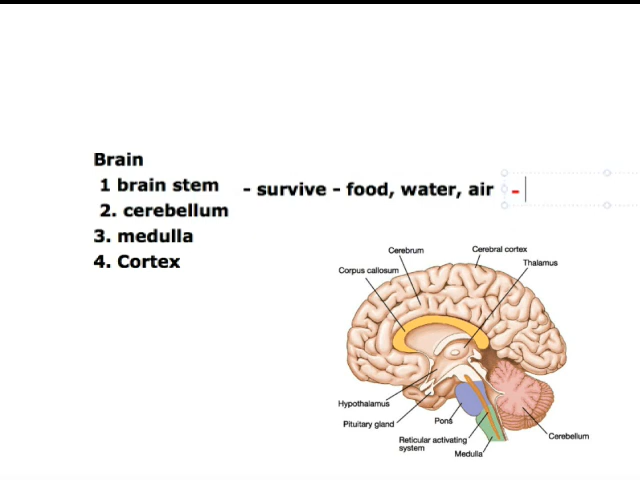 Brain
1 brain stem - survive - food, water, air -
2. cerebellum
3. medulla
4. Cortex
Cerebrum
Cerebral cortex
Corpus callosum
Thalamus
Hypothalamus
Pituitary gland
Pons
Reticular activating
system
Medulla
Cerebellum